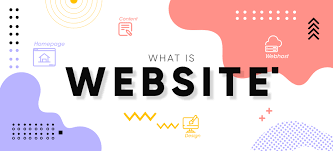 Content
Homepage
WHAT IS
Webhost
WEBSITE
Design